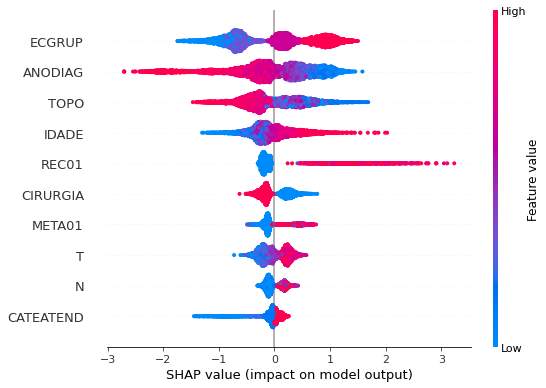 High
ECGRUP
ANODIAG
TOPO
IDADE
REC01
CIRURGIA
META01
T
N
CATEATEND
Feature value
Low
−3 −2 −1 0 1 2 3
SHAP value (impact on model output)